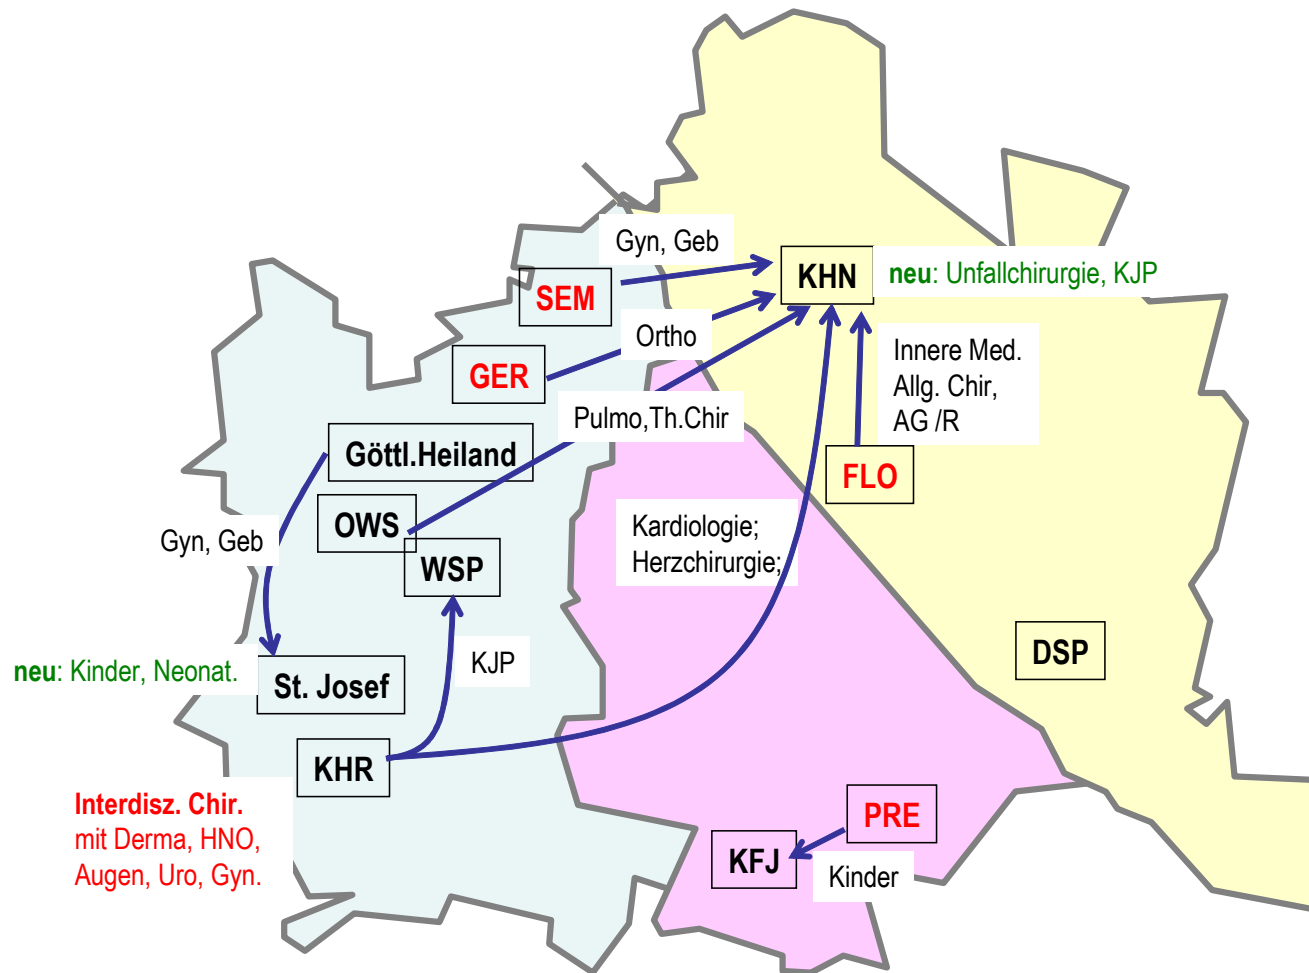 Gyn, Geb
KHN
neu: Unfallchirurgie, KJP
SEM
Ortho
GER
Innere Med.
Allg. Chir,
AG /R
Pulmo,Th.Chir
Göttl.Heiland
FLO
OWS
Kardiologie;
Herzchirurgie;
Gyn, Geb
WSP
neu: Kinder, Neonat.
St. Josef
KJP
DSP
KHR
Interdisz. Chir.
mit Derma, HNO,
Augen, Uro, Gyn.
PRE
KFJ
Kinder